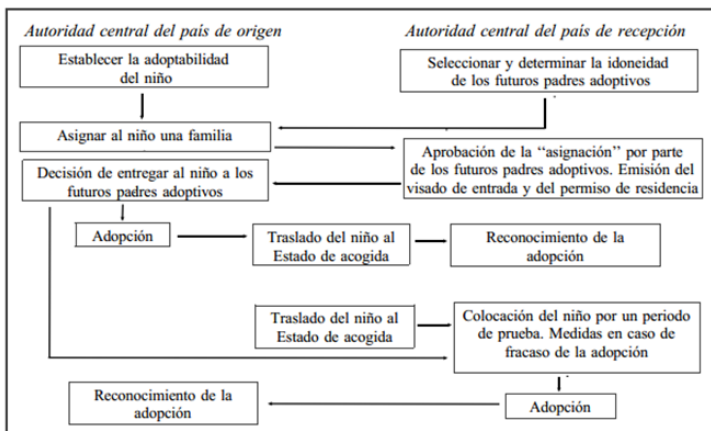 Autoridad central del país de origen
Autoridad central del país de recepción
Establecer la adoptabilidad
del niño
Seleccionar y determinar la idoneidad
de los futuros padres adoptivos
Asignar al niño una familia
Aprobación de la “asignación” por parte
de los futuros padres adoptivos. Emisión del
visado de entrada y del permiso de residencia
Decisión de entregar al niño a los
futuros padres adoptivos
Adopción
Traslado del niño al
Estado de acogida
Reconocimiento de la
adopción
Traslado del niño al
Estado de acogida
Colocación del niño por un periodo
de prueba. Medidas en caso de
fracaso de la adopción
Reconocimiento de la
adopción
Adopción